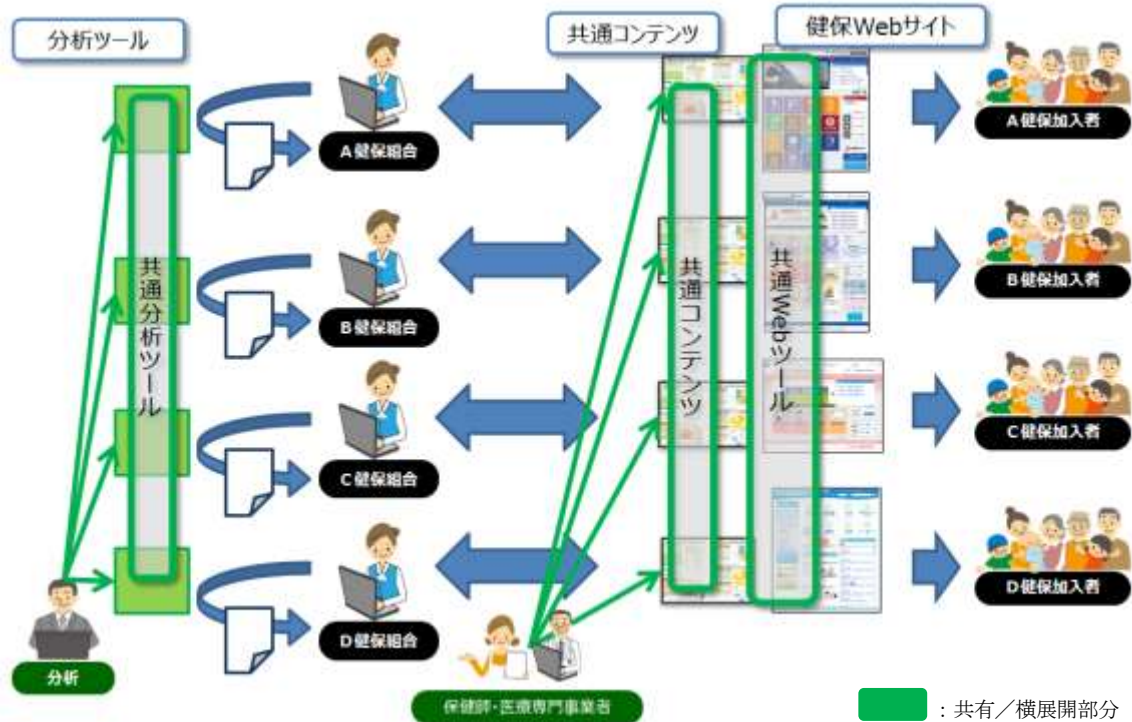 分析ツール
共通コンテンツ
健保Webサイト
共通分析ツール
共通コンテンツ
共通Webツール
A健保組合
A健保加入者
B健保組合
B健保加入者
C健保組合
C健保加入者
D健保組合
D健保加入者
分析
保健師・医療専門事業者
：共有／横展開部分